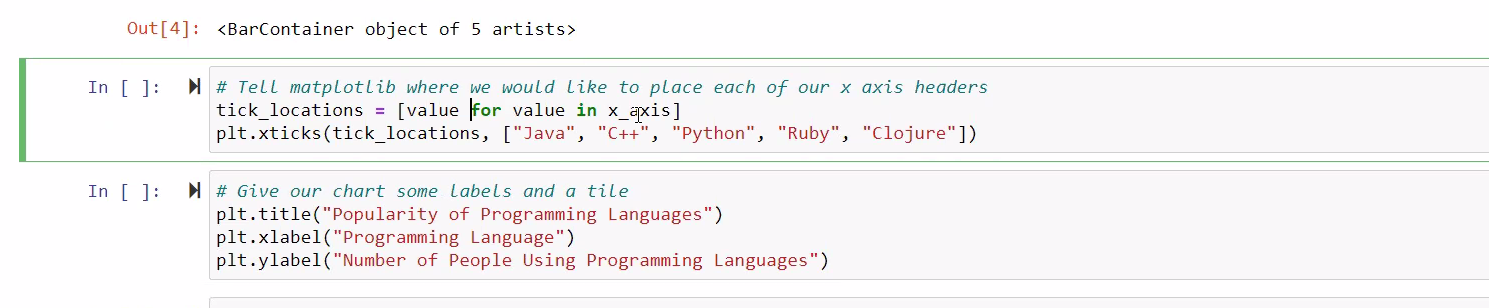 Out[4]: <BarContainer object of 5 artists>
In [ ]: # Tell matplotlib where we would like to place each of our x axis headers
tick_locations = [value for value in x_axis]
plt.xticks(tick_locations, ["Java", "C++", "Python", "Ruby", "Clojure"])
In [ ]: # Give our chart some labels and a tile
plt.title("Popularity of Programming Languages")
plt.xlabel("Programming Language")
plt.ylabel("Number of People Using Programming Languages")